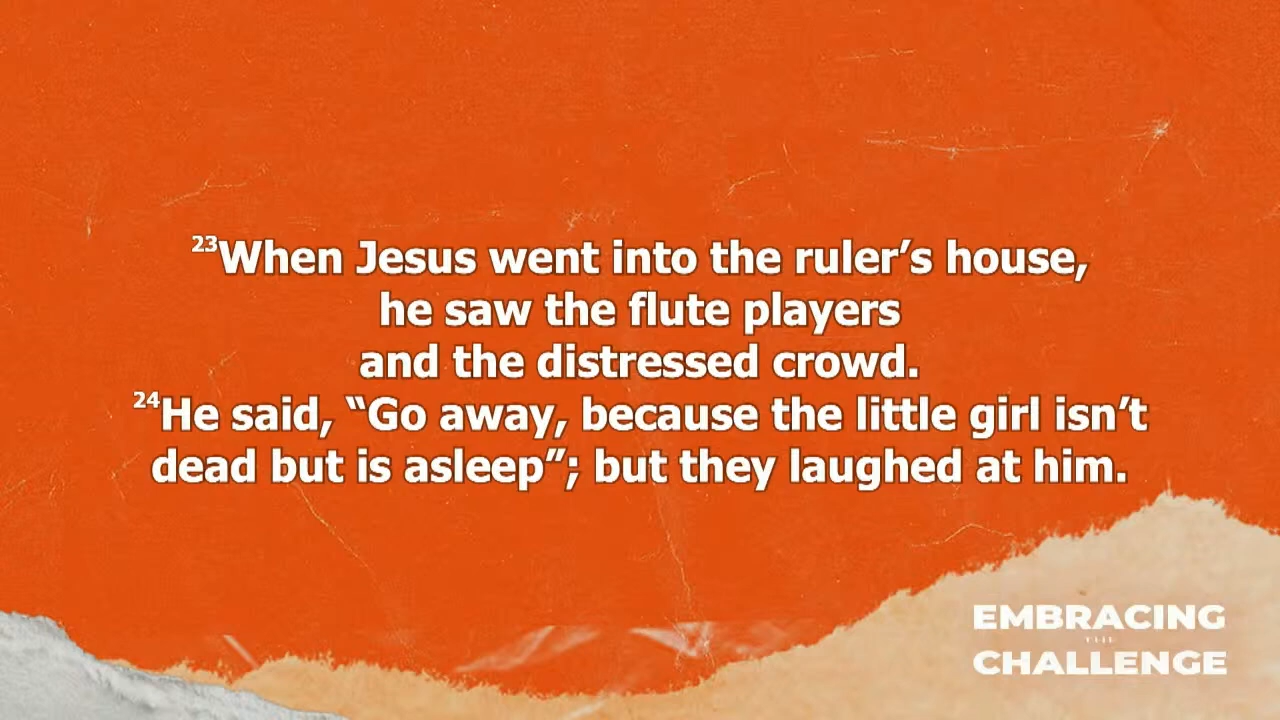 ²³When Jesus went into the ruler’s house,
he saw the flute players
and the distressed crowd.
²⁴He said, “Go away, because the little girl isn’t
dead but is asleep”; but they laughed at him.
EMBRACING
THE
CHALLENGE